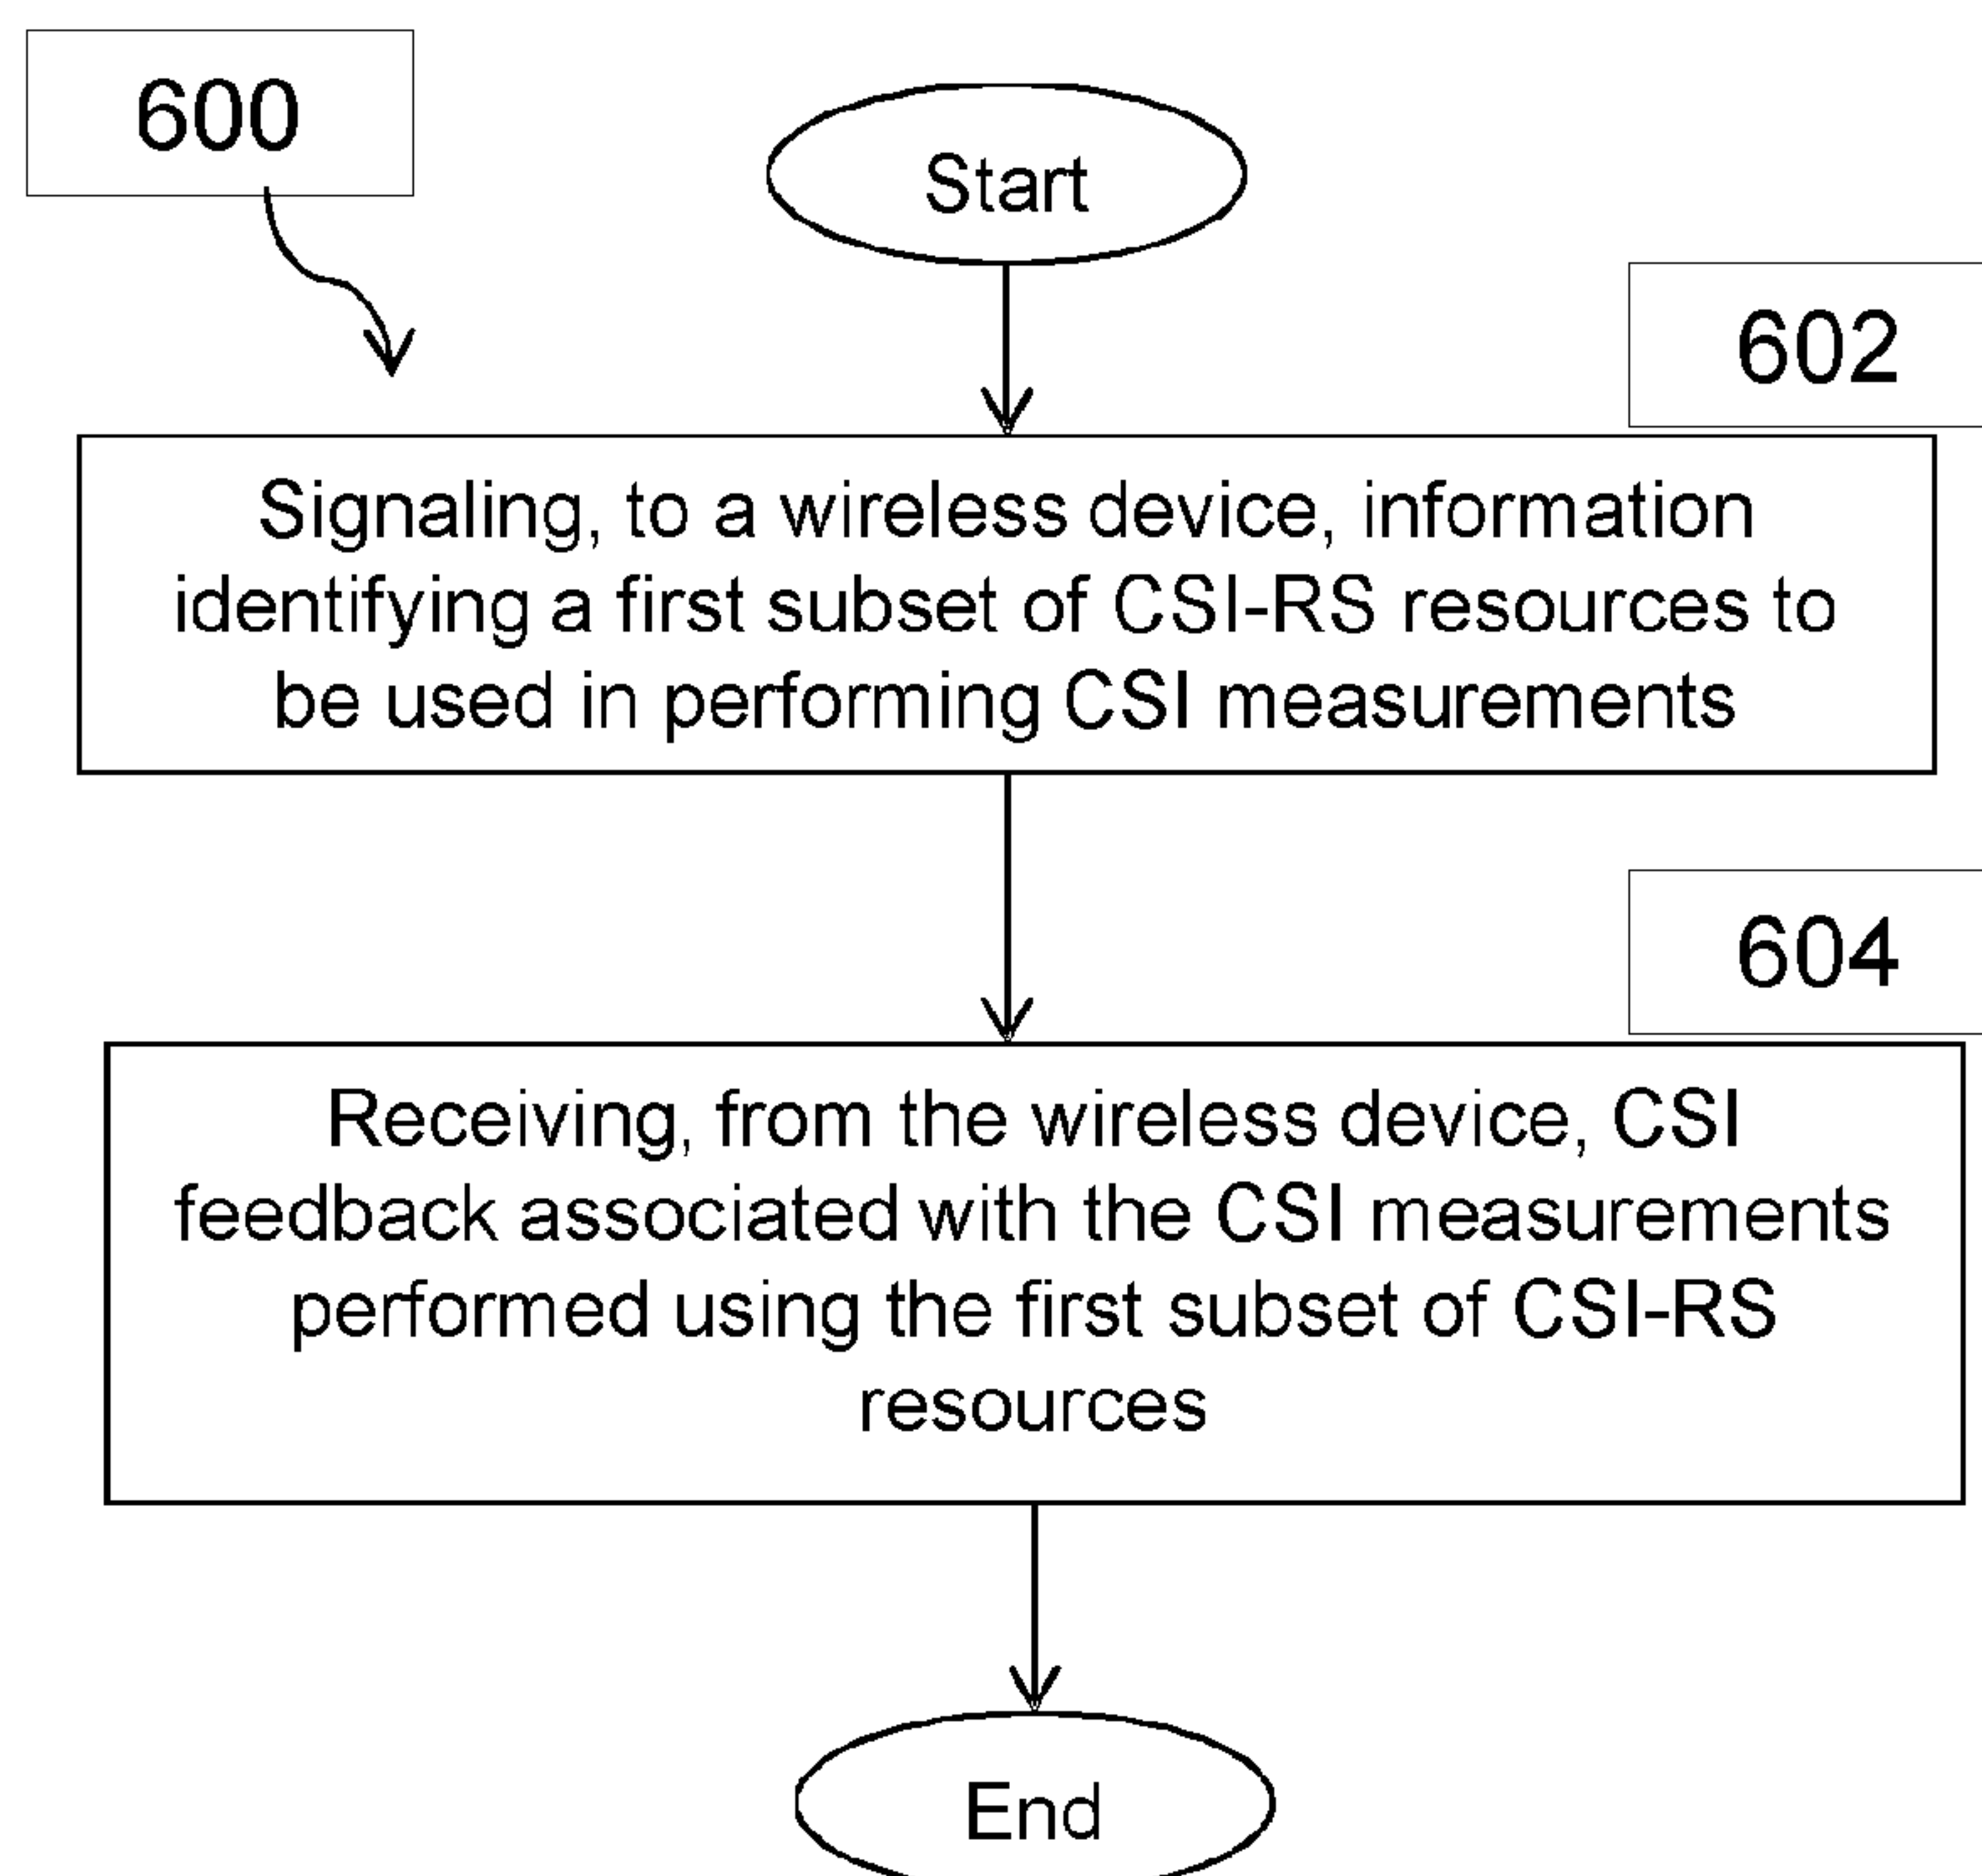 600
Start
602
Signaling, to a wireless device, information
identifying a first subset of CSI-RS resources to
be used in performing CSI measurements
604
Receiving, from the wireless device, CSI
feedback associated with the CSI measurements
performed using the first subset of CSI-RS
resources
End